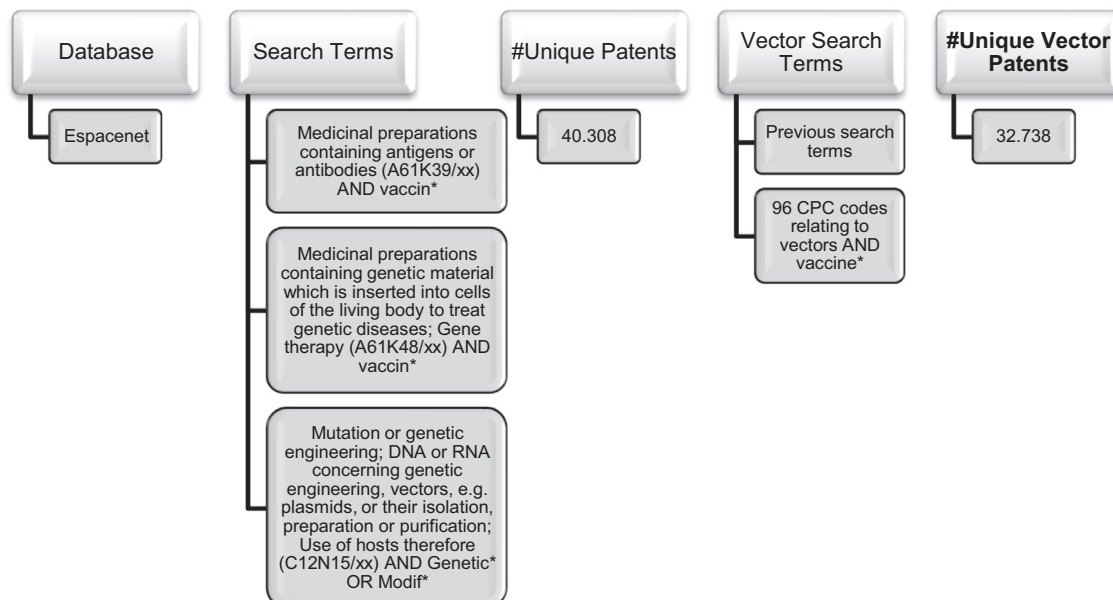 Database
Espacenet
Search Terms
Medicinal preparations
containing antigens or
antibodies (A61K39/xx)
AND vaccin*
Medicinal preparations
containing genetic material
which is inserted into cells
of the living body to treat
genetic diseases; Gene
therapy (A61K48/xx) AND
vaccin*
Mutation or genetic
engineering; DNA or RNA
concerning genetic
engineering, vectors, e.g.
plasmids, or their isolation,
preparation or purification;
Use of hosts therefore
(C12N15/xx) AND Genetic*
OR Modif*
#Unique Patents
40.308
Vector Search
Terms
Previous search
terms
96 CPC codes
relating to
vectors AND
vaccine*
#Unique Vector
Patents
32.738